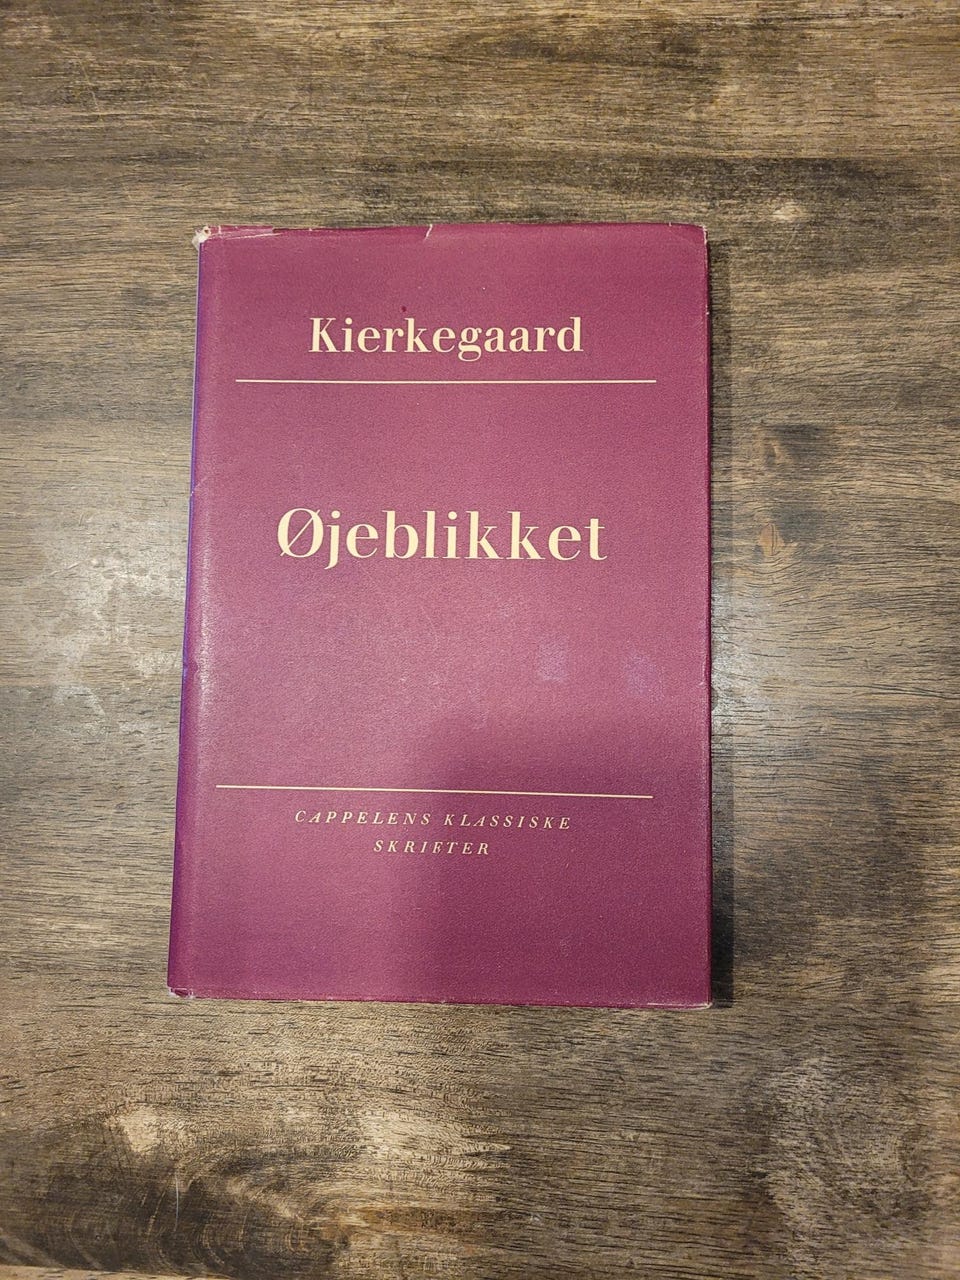 Kierkegaard
Øjeblikket
CAPPELENS KLASSISKE
SKRIFTER